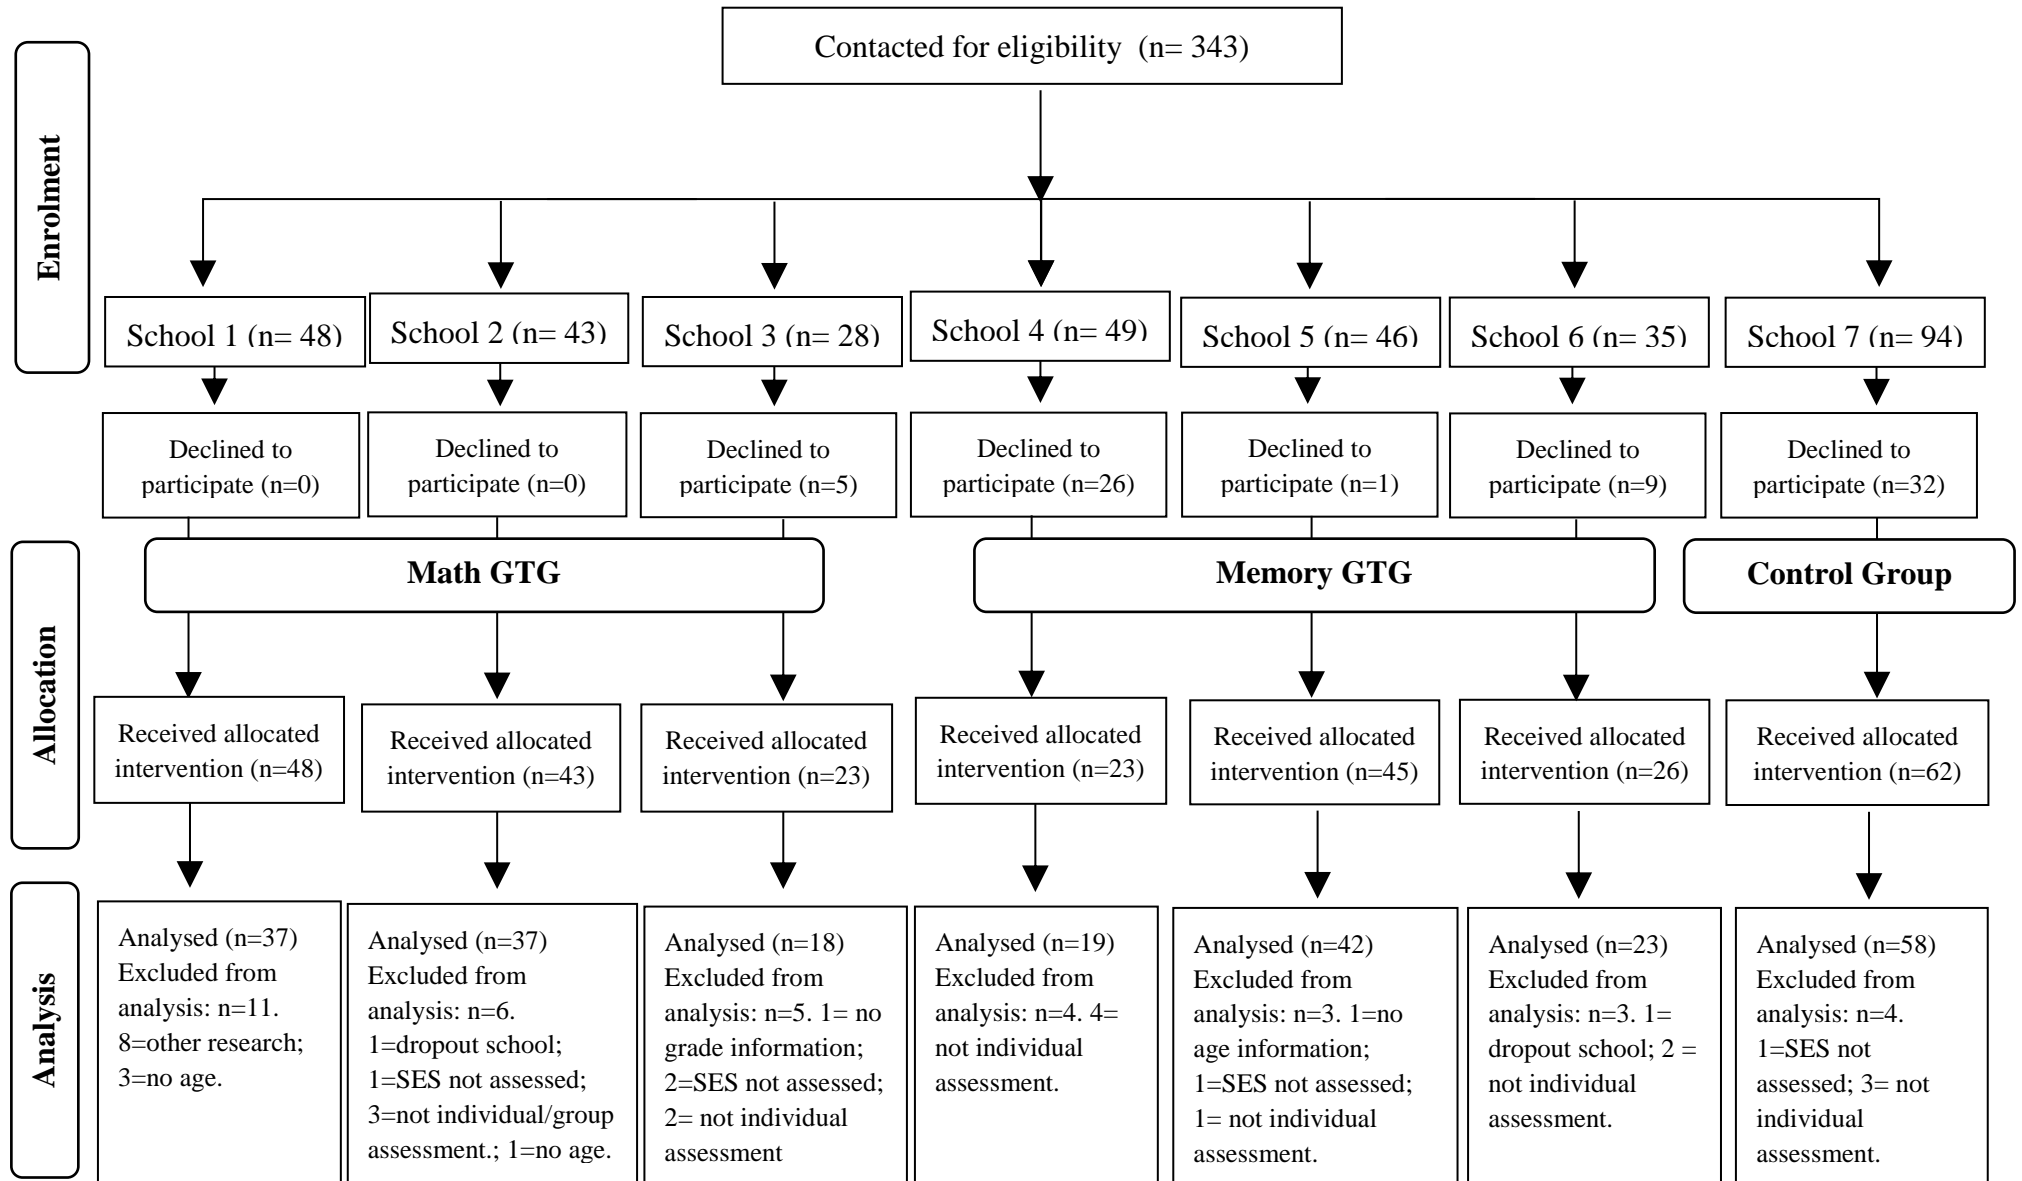 Contacted for eligibility (n= 343)
Enrolment
School 1 (n= 48)
School 2 (n= 43)
School 3 (n= 28)
School 4 (n= 49)
School 5 (n= 46)
School 6 (n= 35)
School 7 (n= 94)
Declined to
participate (n=0)
Declined to
participate (n=0)
Declined to
participate (n=5)
Declined to
participate (n=26)
Declined to
participate (n=1)
Declined to
participate (n=9)
Declined to
participate (n=32)
Allocation
Math GTG
Memory GTG
Control Group
Received allocated
intervention (n=48)
Received allocated
intervention (n=43)
Received allocated
intervention (n=23)
Received allocated
intervention (n=23)
Received allocated
intervention (n=45)
Received allocated
intervention (n=26)
Received allocated
intervention (n=62)
Analysis
Analysed (n=37)
Excluded from
analysis: n=11.
8=other research;
3=no age.
Analysed (n=37)
Excluded from
analysis: n=6.
1=dropout school;
1=SES not assessed;
3=not individual/group
assessment.; 1=no age.
Analysed (n=18)
Excluded from
analysis: n=5. 1= no
grade information;
2=SES not assessed;
2= not individual
assessment
Analysed (n=19)
Excluded from
analysis: n=4. 4=
not individual
assessment.
Analysed (n=42)
Excluded from
analysis: n=3. 1=no
age information;
1=SES not assessed;
1= not individual
assessment.
Analysed (n=23)
Excluded from
analysis: n=3. 1=
dropout school; 2 =
not individual
assessment.
Analysed (n=58)
Excluded from
analysis: n=4.
1=SES not
assessed; 3= not
individual
assessment.